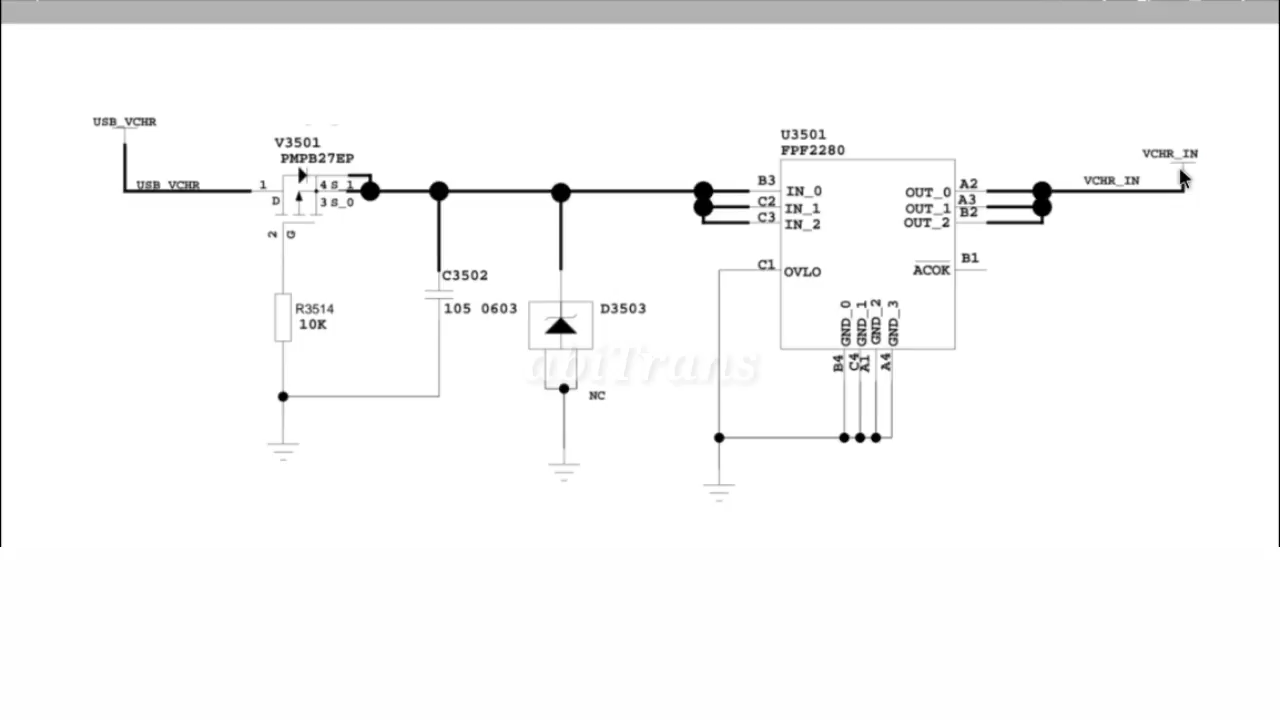 USB_VCHR
USB_VCHR
V3501
PMPB27EP
1
D
4 S_1
3 S_0
2
G
R3514
10K
C3502
105 0603
D3503
NC
U3501
FPF2280
B3
IN_0
C2
IN_1
C3
IN_2
C1
OVLO
OUT_0
A2
OUT_1
A3
OUT_2
B2
ACOK
B1
GND_0
GND_1
GND_2
GND_3
B4
C4
A1
A4
VCHR_IN
VCHR_IN
abiTrans